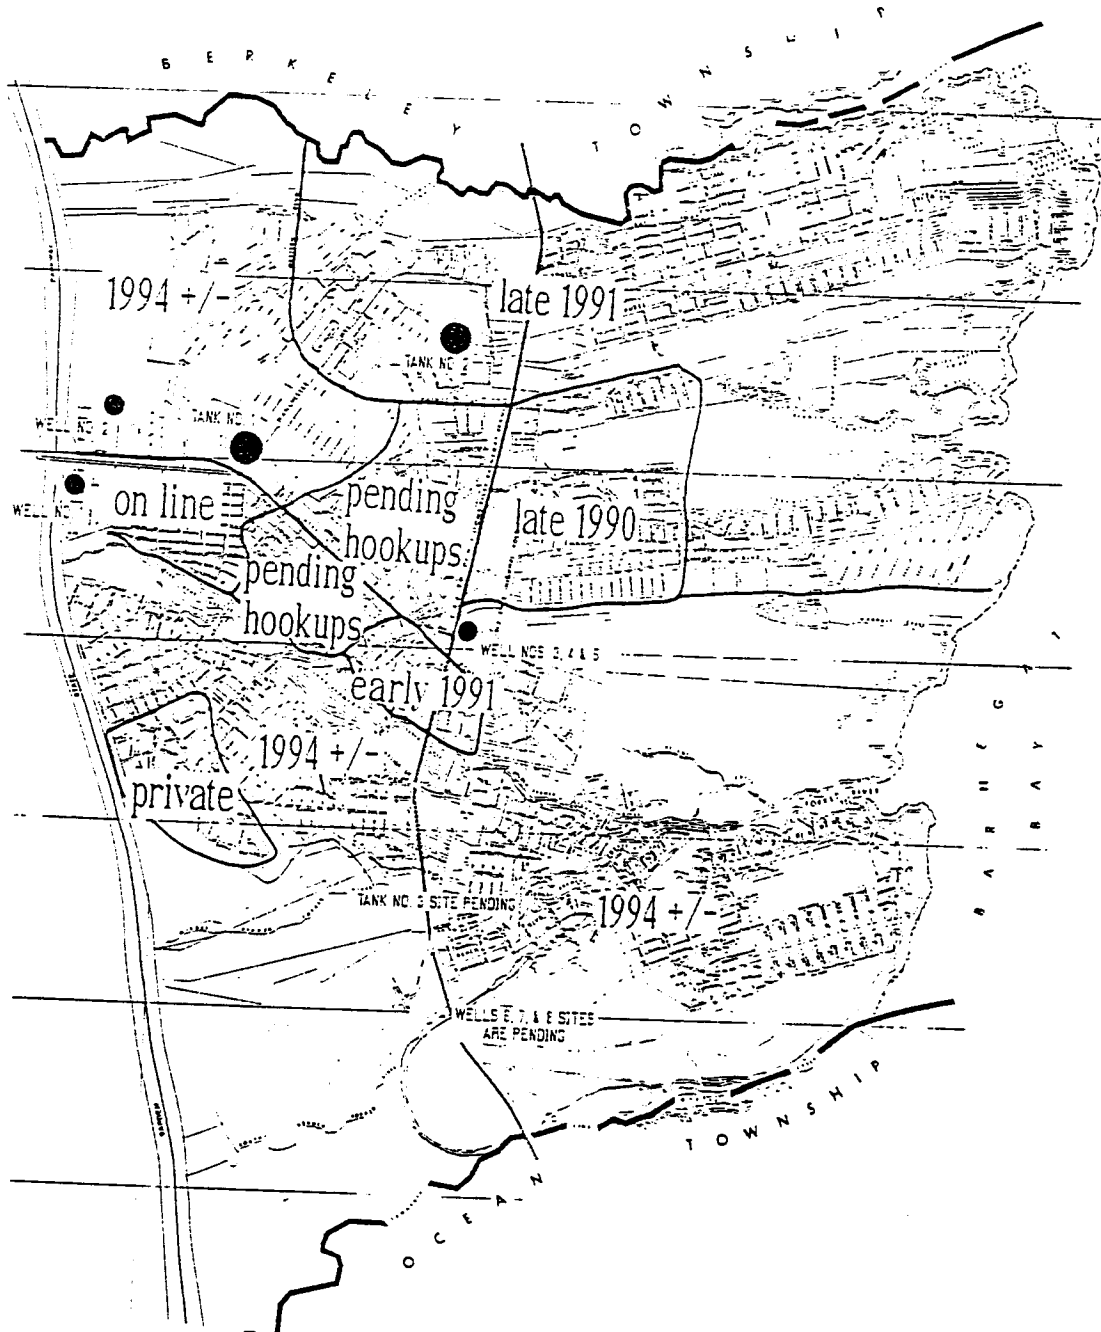 BERKELEY TOWNSHIP
1994 +/-
late 1991
TANK NO 2
WELL NO 2
TANK NO
on line
WELL NO 1
pending
hookups
late 1990
pending
hookups
WELL NOS 3, 4 & 5
early 1991
1994 +/-
private
BARNEGAT
BAY
TANK NO. 3 SITE PENDING
1994 +/-
WELLS 6, 7, & 8 SITES
ARE PENDING
OCEAN TOWNSHIP